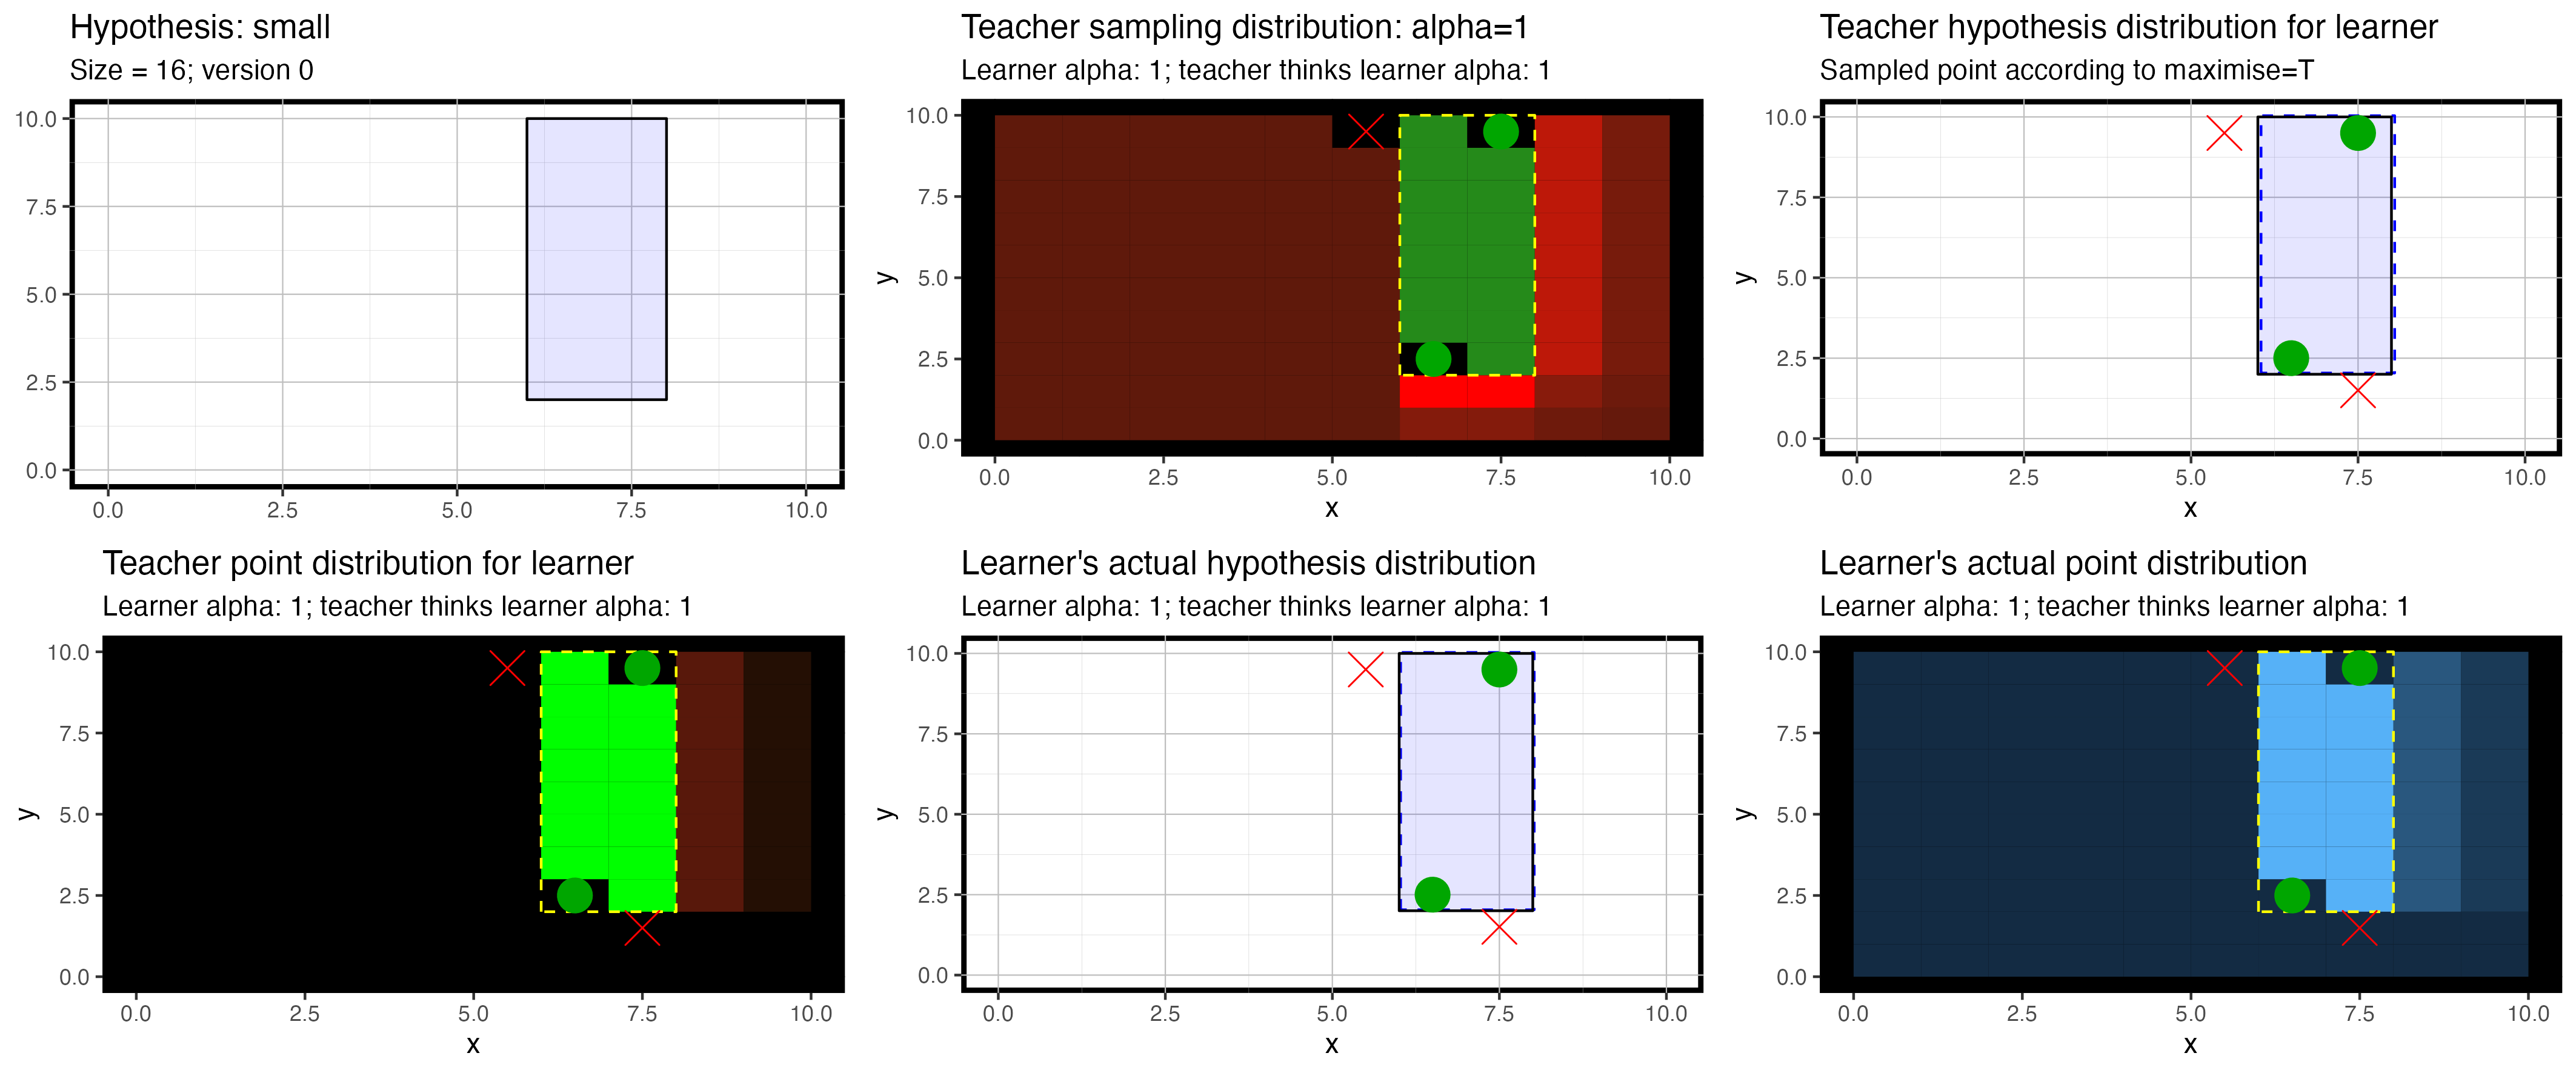 Hypothesis: small
Size = 16; version 0
10.0
7.5
5.0
2.5
0.0
0.0 2.5 5.0 7.5 10.0
Teacher sampling distribution: alpha=1
Learner alpha: 1; teacher thinks learner alpha: 1
10.0
7.5
5.0
2.5
0.0
y
0.0 2.5 5.0 7.5 10.0
x
Teacher hypothesis distribution for learner
Sampled point according to maximise=T
10.0
7.5
5.0
2.5
0.0
y
0.0 2.5 5.0 7.5 10.0
x
Teacher point distribution for learner
Learner alpha: 1; teacher thinks learner alpha: 1
10.0
7.5
5.0
2.5
0.0
y
0.0 2.5 5.0 7.5 10.0
x
Learner's actual hypothesis distribution
Learner alpha: 1; teacher thinks learner alpha: 1
10.0
7.5
5.0
2.5
0.0
y
0.0 2.5 5.0 7.5 10.0
x
Learner's actual point distribution
Learner alpha: 1; teacher thinks learner alpha: 1
10.0
7.5
5.0
2.5
0.0
y
0.0 2.5 5.0 7.5 10.0
x